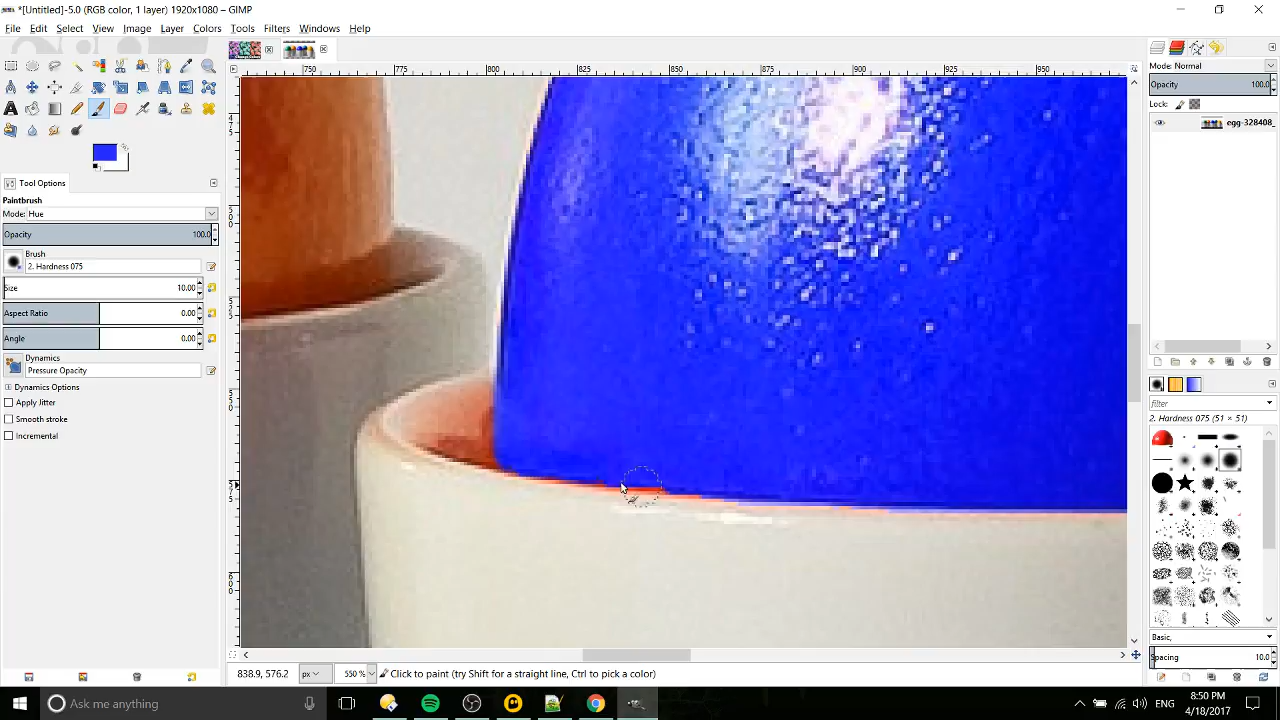 *[Untitled]-5.0 (RGB color, 1 layer) 1920x1080 – GIMP
File Edit Select View Image Layer Colors Tools Filters Windows Help
750 775 800 825 850 875 900 925 950
Tool Options
Paintbrush
Mode: Hue
Opacity 100.0
Brush
2. Hardness 075
Size 10.00
Aspect Ratio 0.00
Angle 0.00
Dynamics
Pressure Opacity
Dynamics Options
Apply Jitter
Smooth stroke
Incremental
Mode: Normal
Opacity 100.0
Lock:
egg-328408_
filter
2. Hardness 075 (51 × 51)
Basic,
Spacing 10.0
838.9, 576.2 px 550 % Click to paint (try Shift for a straight line, Ctrl to pick a color)
Ask me anything
ENG
8:50 PM
4/18/2017